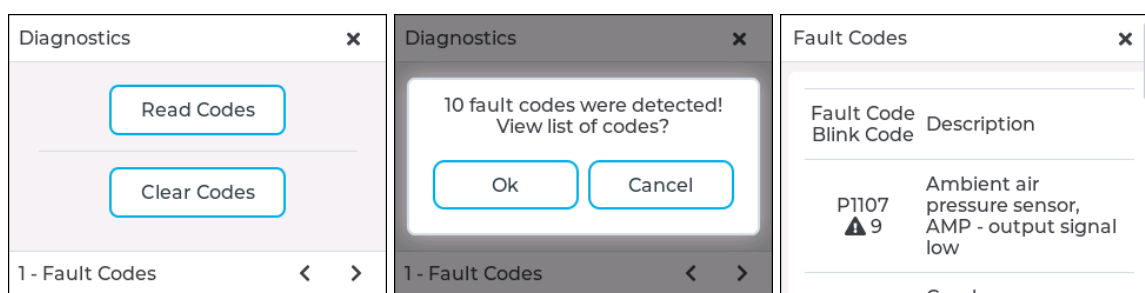 Diagnostics
Read Codes
Clear Codes
1 - Fault Codes
Diagnostics
10 fault codes were detected!
View list of codes?
Ok
Cancel
1 - Fault Codes
Fault Codes
Fault Code
Blink Code
Description
P1107
9
Ambient air
pressure sensor,
AMP - output signal
low